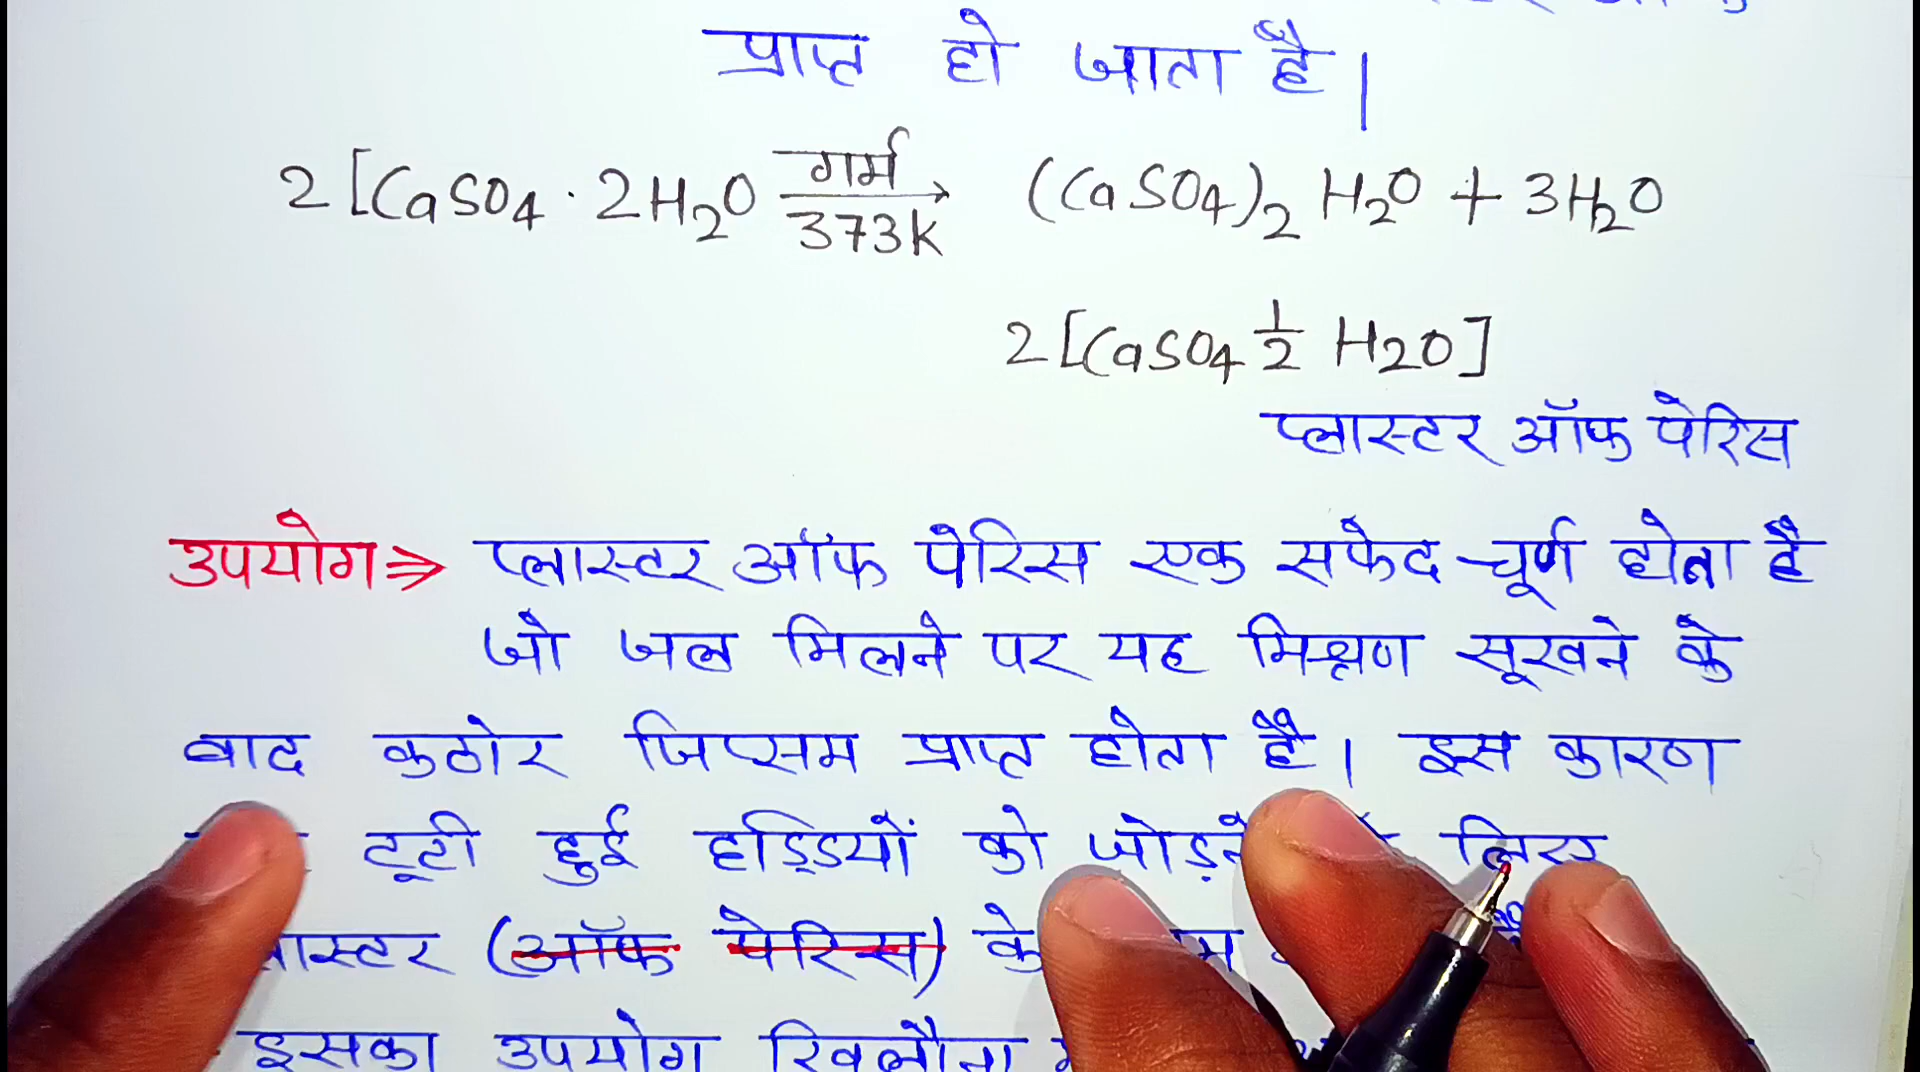 प्राप्त हो जाता है।
2[CaSO4 · 2H2O गर्म 373K → (CaSO4)2 H2O + 3H2O
2[CaSO4 1/2 H2O]
प्लास्टर ऑफ पेरिस
उपयोग⇒ प्लास्टर ऑफ पेरिस एक सफेद चूर्ण होता है
जो जल मिलने पर यह मिश्रण सूखने के
बाद कठोर जिप्सम प्राप्त होता है। इस कारण
टूटी हुई हड्डियों को जोड़ने लिए
(ऑफ पेरिस) के
इसका उपयोग खिलौना